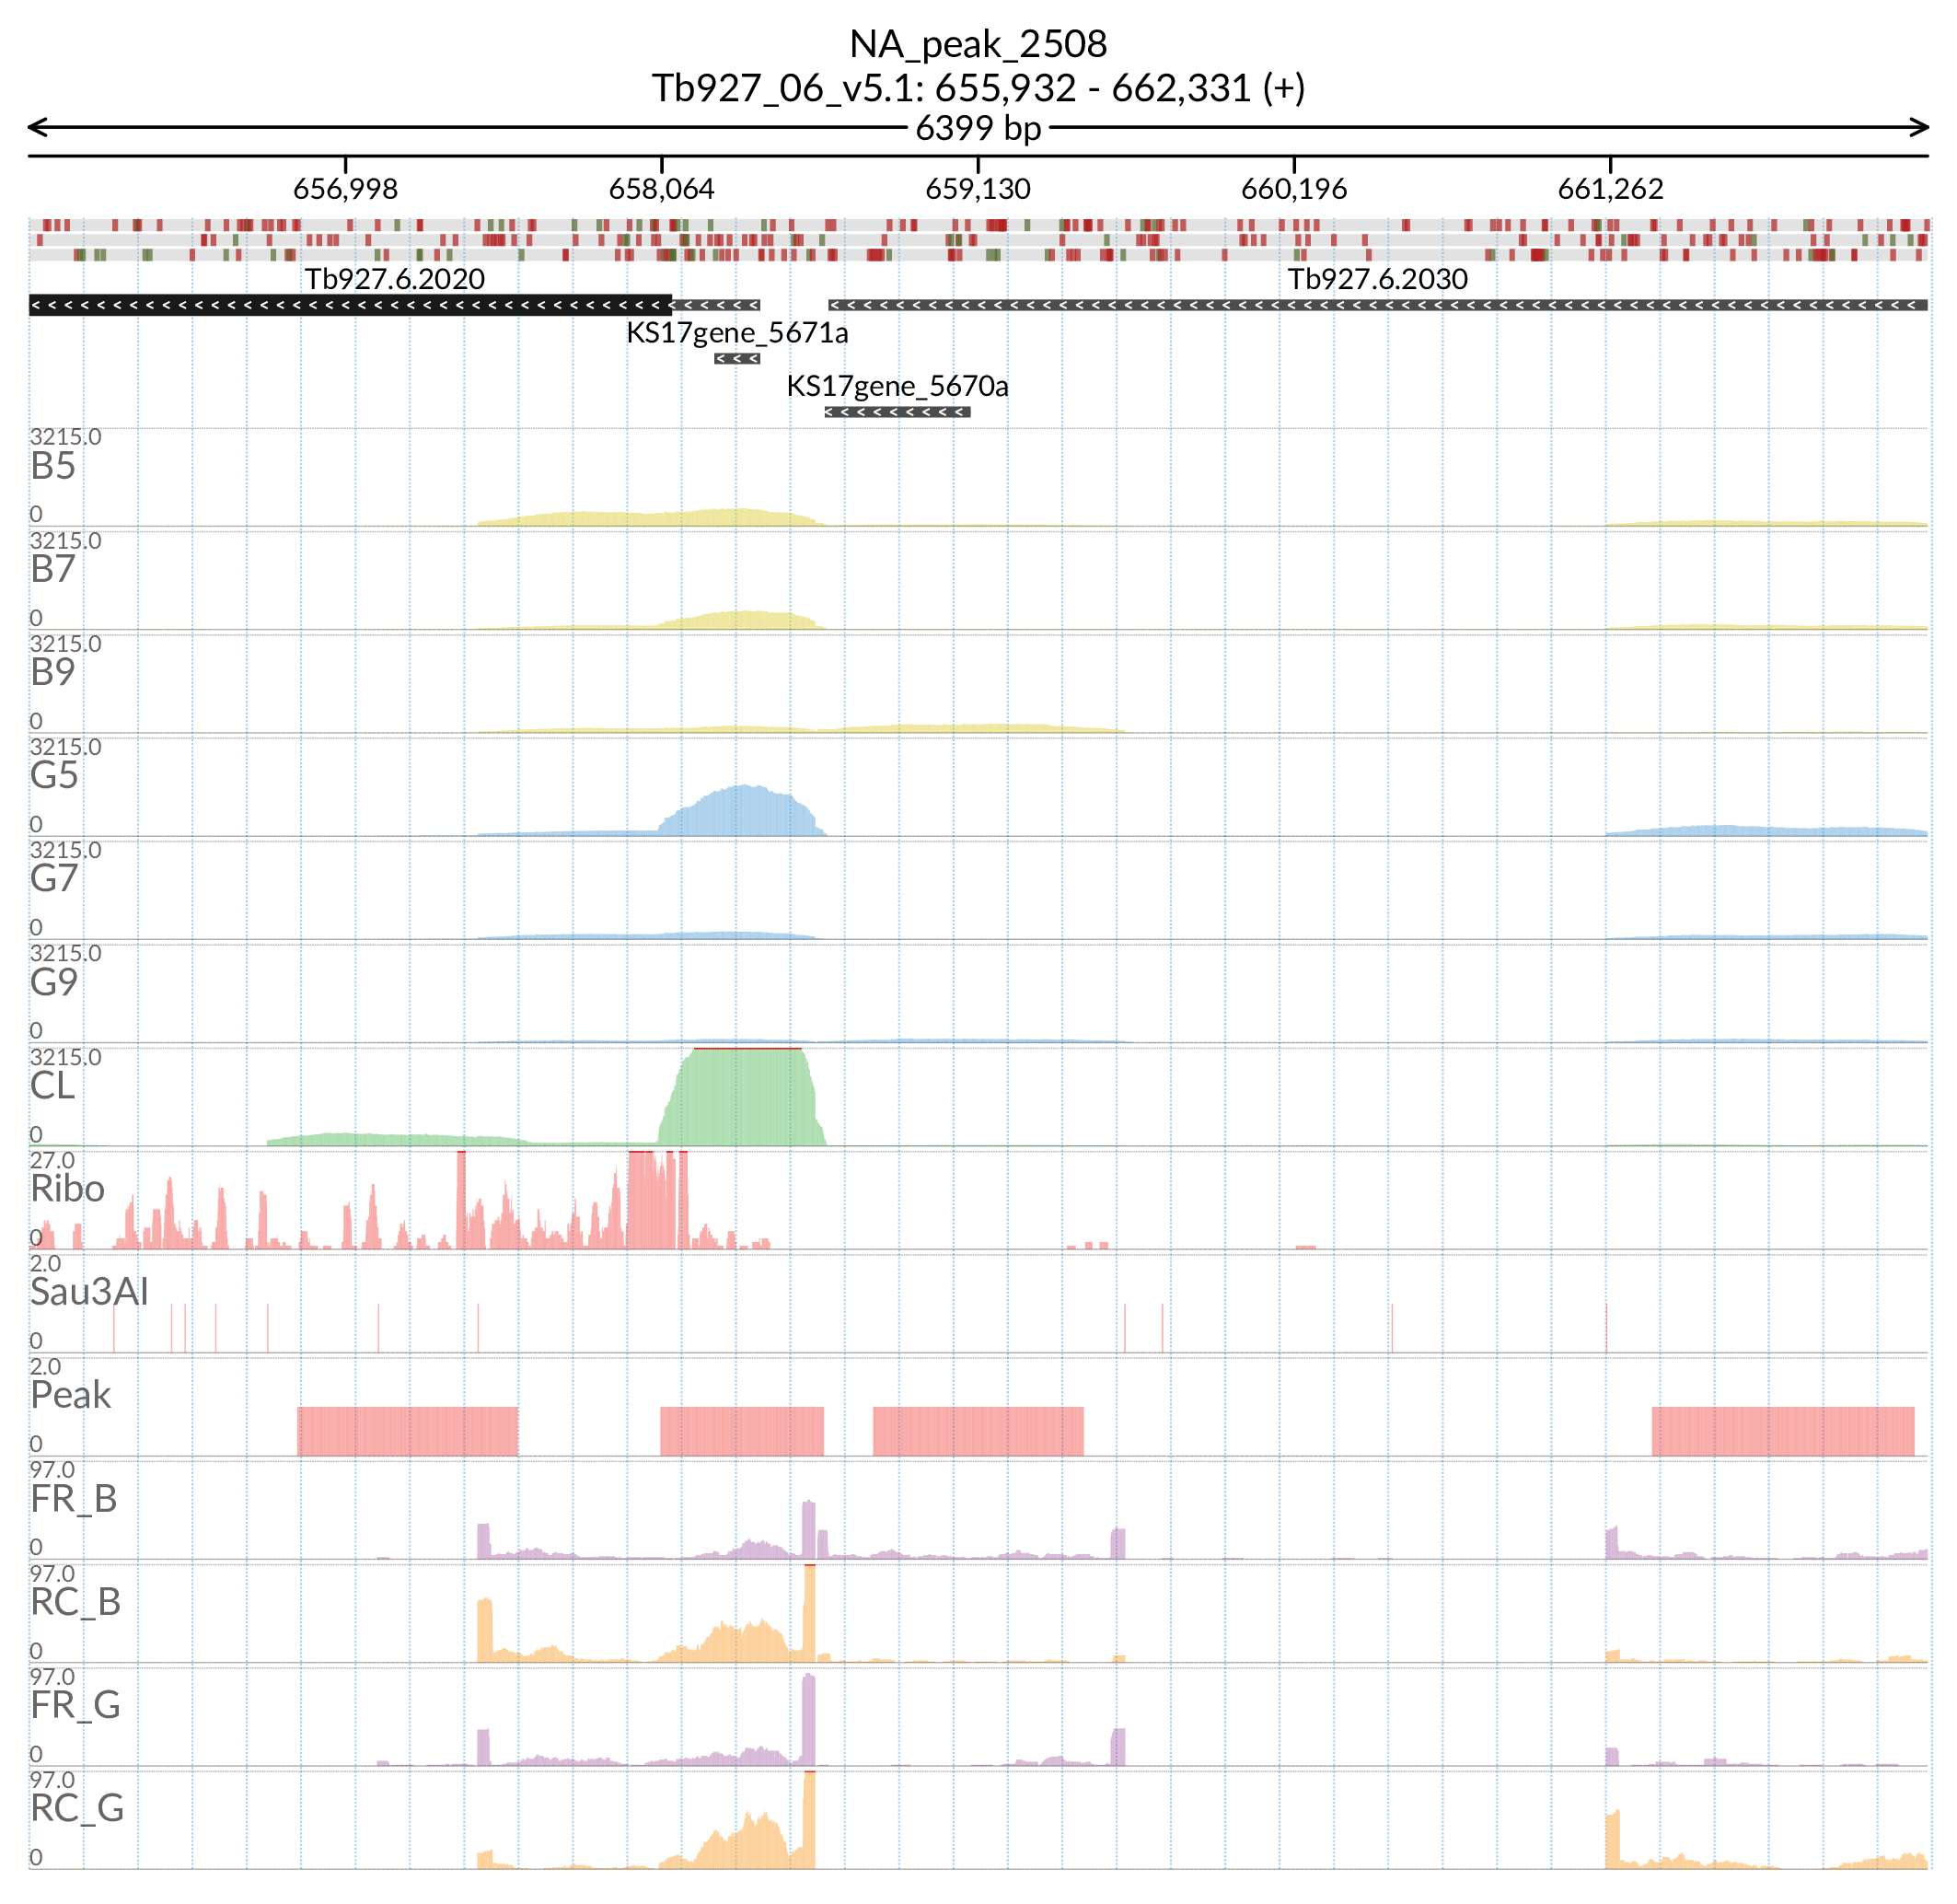 NA_peak_2508
Tb927_06_v5.1: 655,932 - 662,331 (+)
6399 bp
656,998 658,064 659,130 660,196 661,262
Tb927.6.2020 Tb927.6.2030
KS17gene_5671a
KS17gene_5670a
3215.0
B5
0
3215.0
B7
0
3215.0
B9
0
3215.0
G5
0
3215.0
G7
0
3215.0
G9
0
3215.0
CL
0
27.0
Ribo
0
2.0
Sau3AI
0
2.0
Peak
0
97.0
FR_B
0
97.0
RC_B
0
97.0
FR_G
0
97.0
RC_G
0